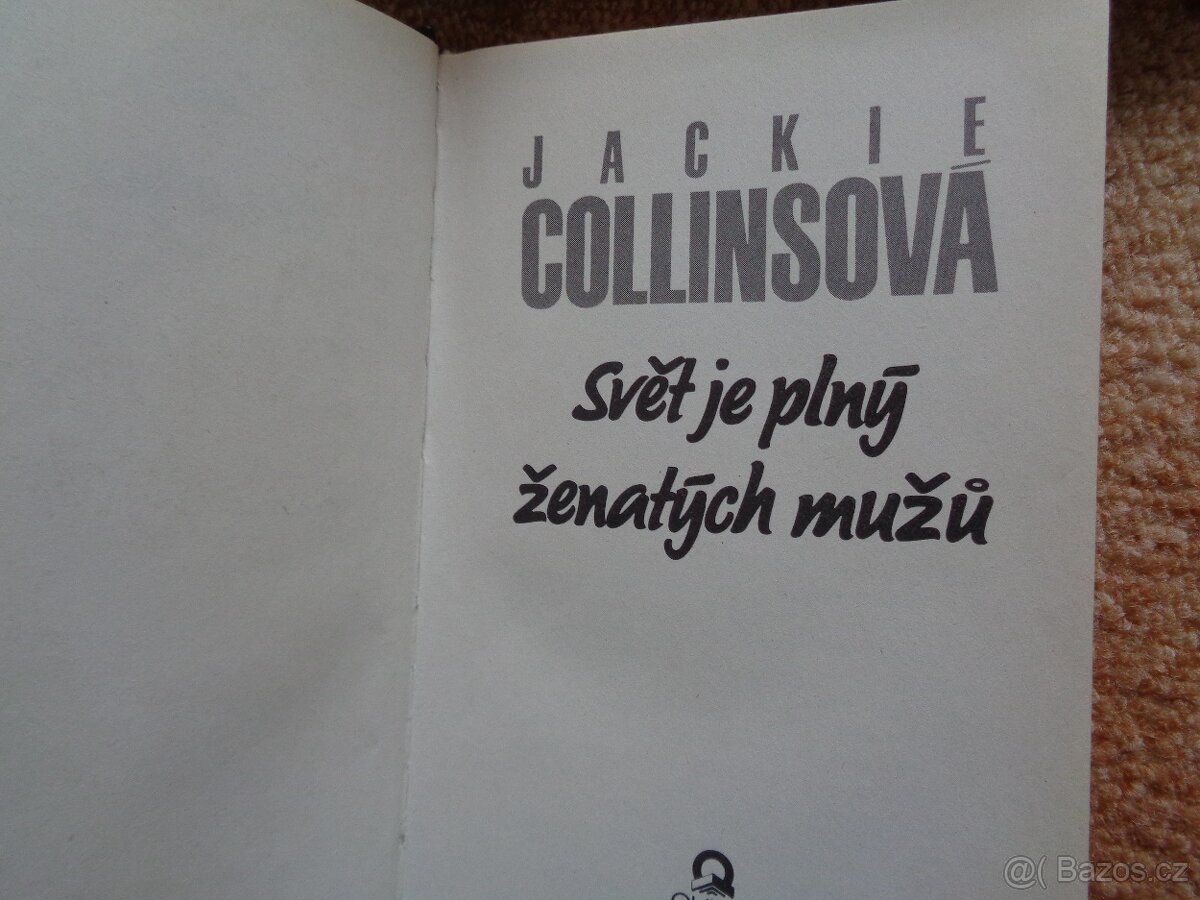 JACKIE
COLLINSOVÁ
Svět je plný
ženatých mužů
@( Bazos.cz